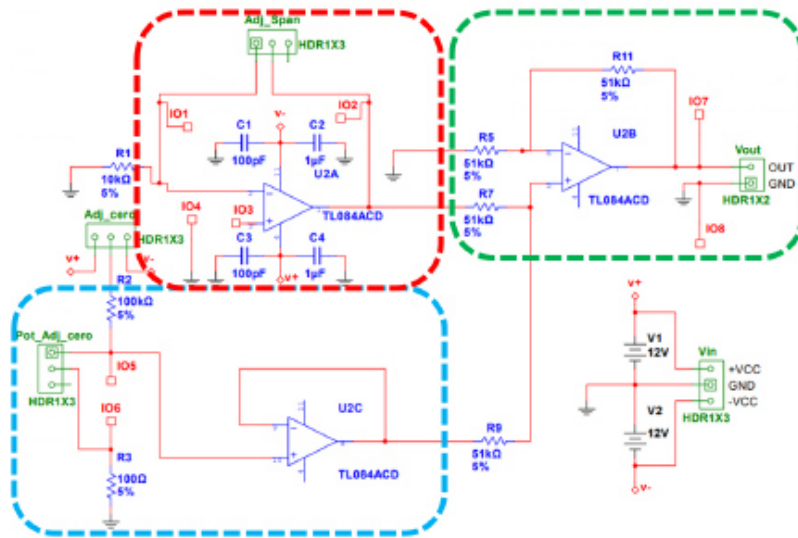 Adj_Span
HDR1X3
IO1
IO2
v-
C1
100pF
C2
1µF
U2A
R1
10kΩ
5%
IO4
IO3
TL084ACD
C3
100pF
C4
1µF
v+
Adj_cero
HDR1X3
v+
v-
R2
100kΩ
5%
Pot_Adj_cero
HDR1X3
IO5
IO6
R3
100Ω
5%
U2C
TL084ACD
R9
51kΩ
5%
R11
51kΩ
5%
R5
51kΩ
5%
R7
51kΩ
5%
U2B
TL084ACD
IO7
Vout
OUT
GND
HDR1X2
IO8
v+
V1
12V
V2
12V
Vin
+VCC
GND
-VCC
HDR1X3
v-